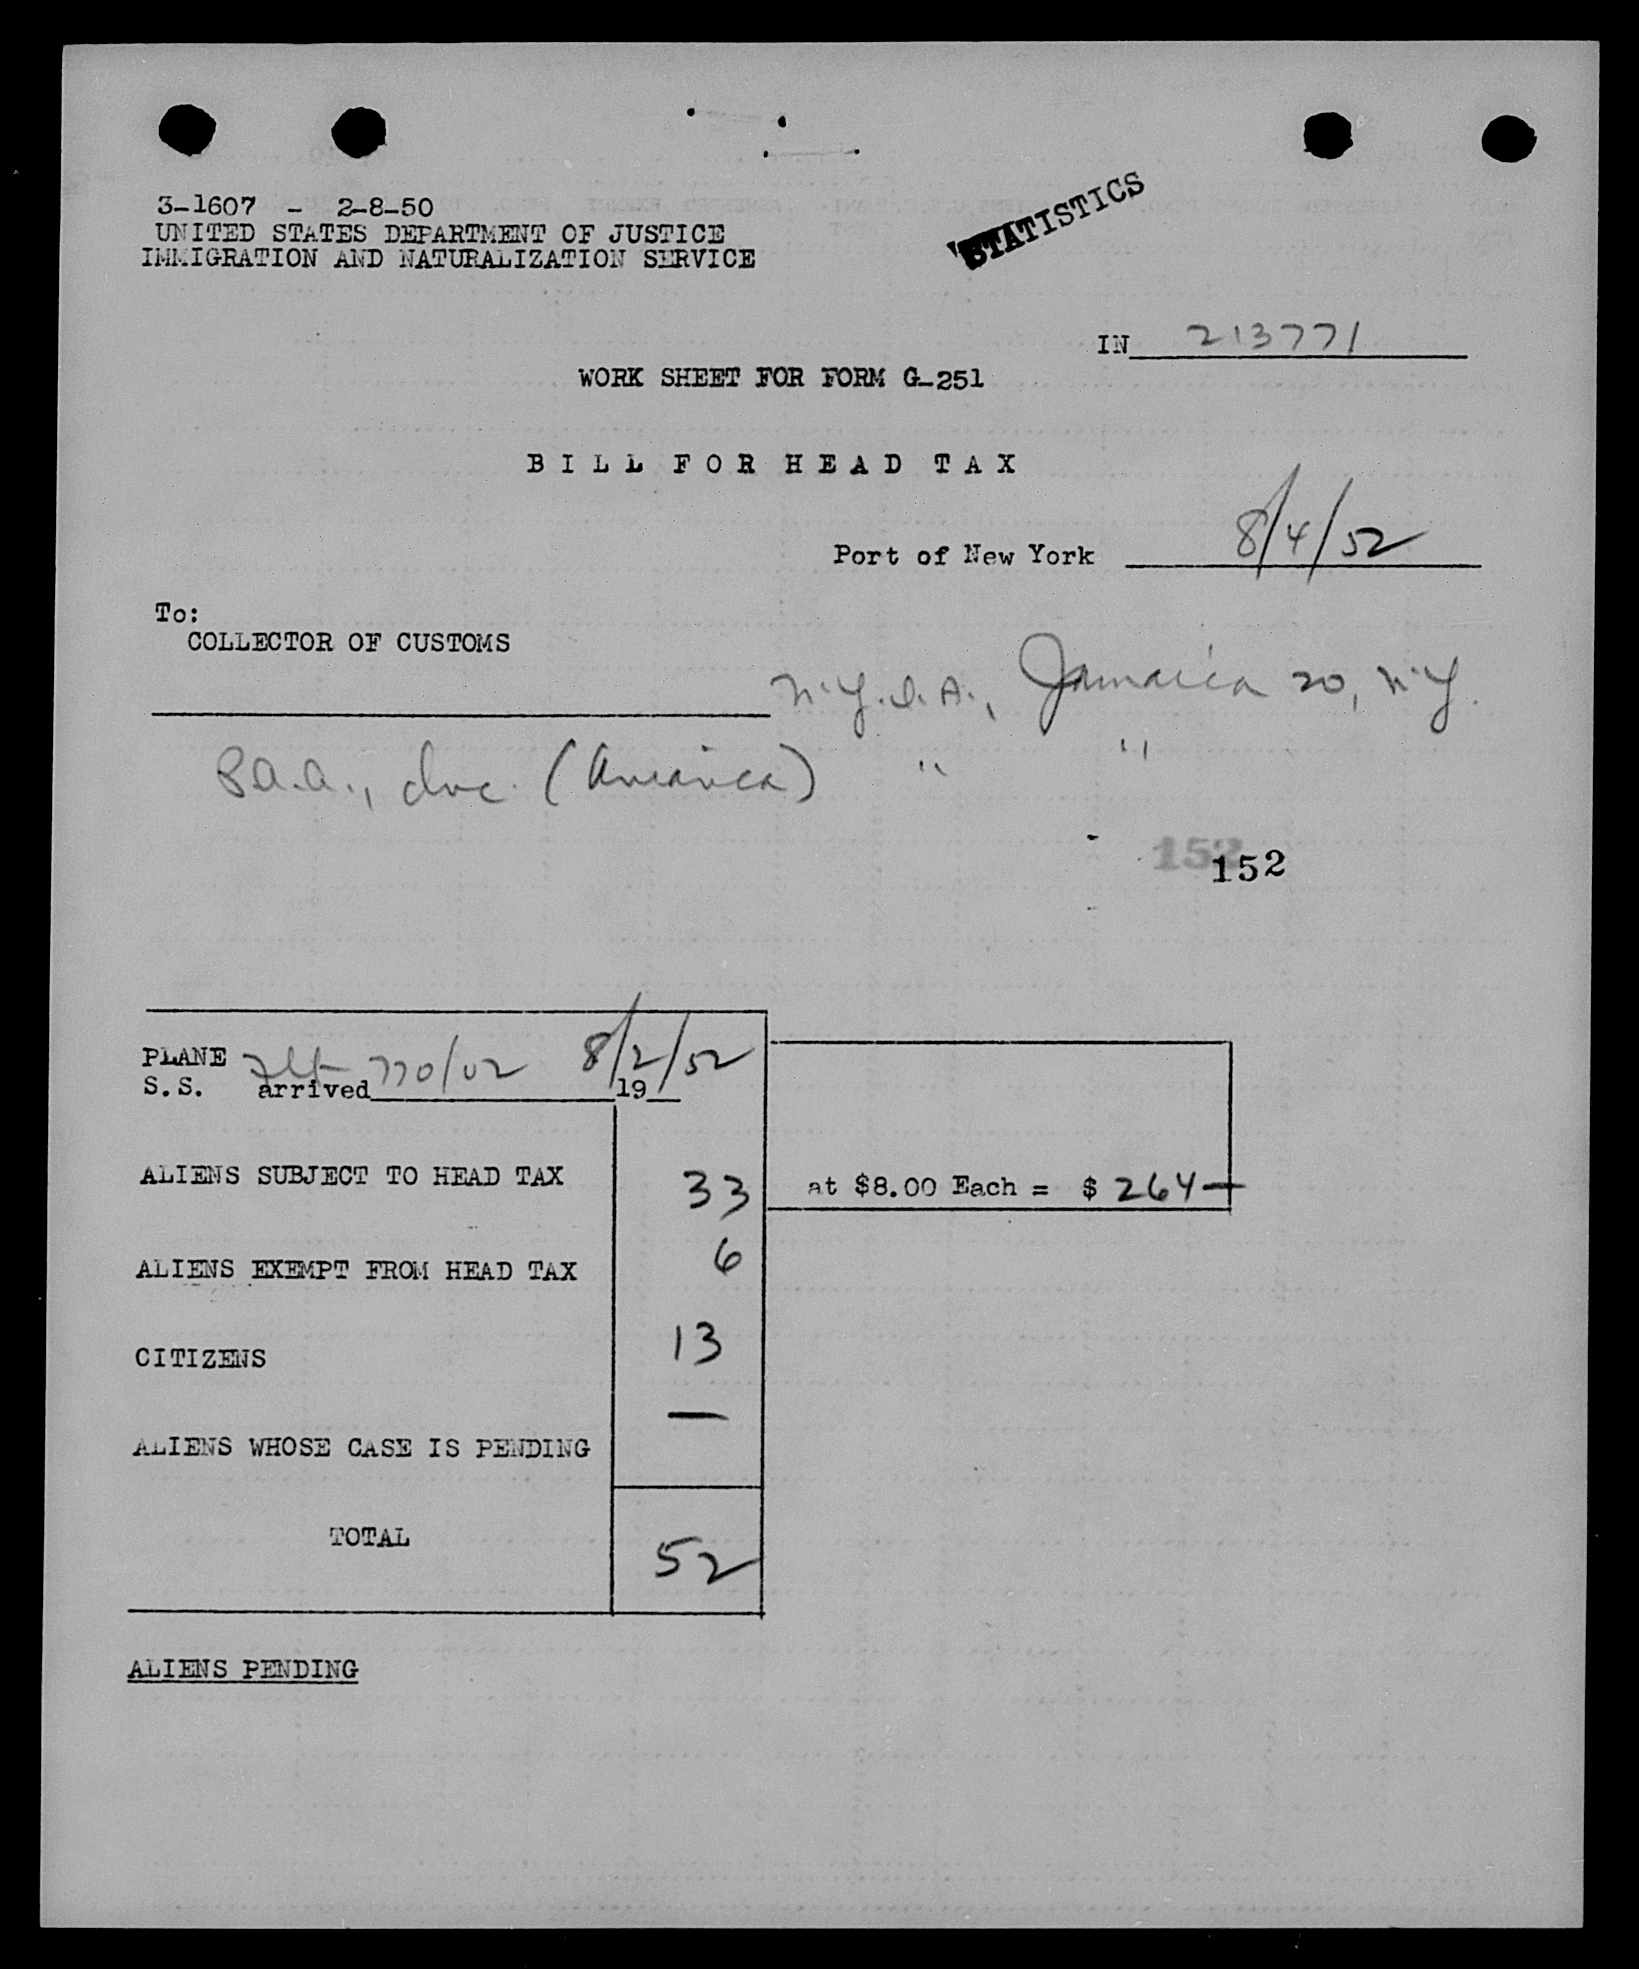 3-1607 - 2-8-50
UNITED STATES DEPARTMENT OF JUSTICE
IMMIGRATION AND NATURALIZATION SERVICE
STATISTICS
IN 213771
WORK SHEET FOR FORM G-251
BILL FOR HEAD TAX
Port of New York 8/4/52
To:
COLLECTOR OF CUSTOMS
N.Y.I.A., Jamaica 20, N.Y.
P.A.A., Inc. (America) " "
152
152
PLANE Flt 770/02 8/2/52
S.S. arrived 19
ALIENS SUBJECT TO HEAD TAX 33 at $8.00 Each = $ 264-
ALIENS EXEMPT FROM HEAD TAX 6
CITIZENS 13
ALIENS WHOSE CASE IS PENDING —
TOTAL 52
ALIENS PENDING